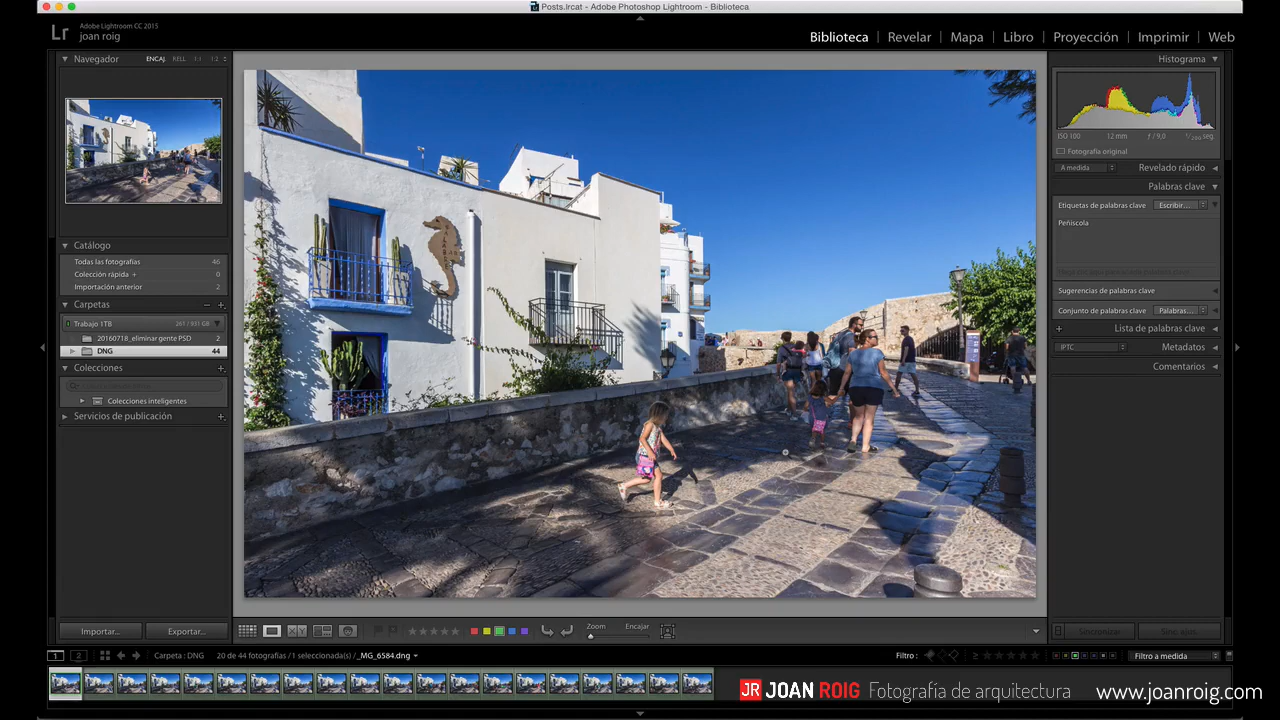 Posts.lrcat - Adobe Photoshop Lightroom - Biblioteca
Lr
Adobe Lightroom CC 2015
joan roig
Biblioteca | Revelar | Mapa | Libro | Proyección | Imprimir | Web
Navegador
ENCAJ.
RELL.
1:1
1:2
Catálogo
Todas las fotografías 46
Colección rápida + 0
Importación anterior 2
Carpetas
Trabajo 1TB
20160718_eliminar gente PSD 2
DNG 44
Colecciones
Colecciones inteligentes
Servicios de publicación
Importar...
Exportar...
Histograma
ISO 100 12 mm ƒ / 9,0
Fotografía original
A medida
Revelado rápido
Palabras clave
Etiquetas de palabras clave Escribir...
Peñíscola
Sugerencias de palabras clave
Conjunto de palabras clave Palabras...
Lista de palabras clave
IPTC
Metadatos
Comentarios
Zoom
Encajar
Sincronizar
Sinc ajus.
1
2
Carpeta : DNG
20 de 44 fotografías /1 seleccionada(s) /_MG_6584.dng
Filtro :
Filtro a medida
JR JOAN ROIG Fotografía de arquitectura
www.joanroig.com